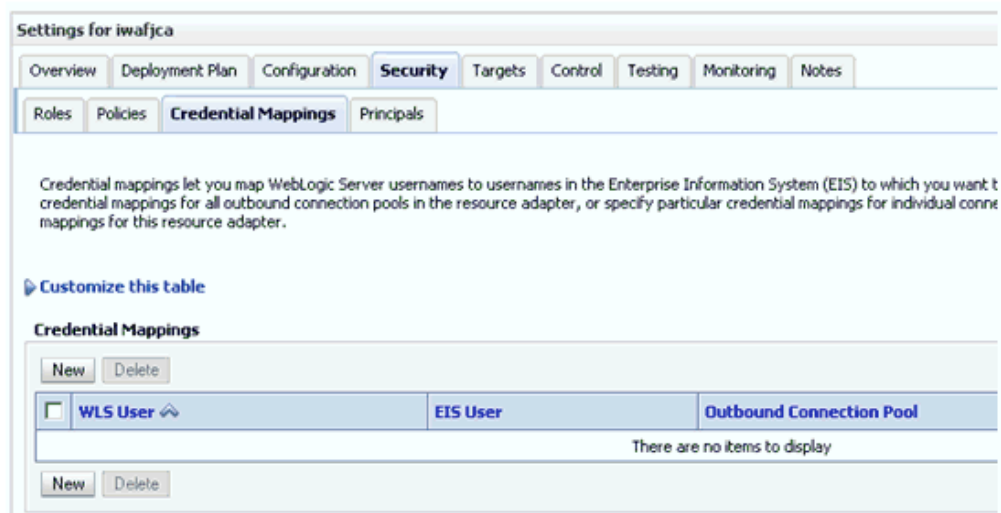 Settings for iwafjca
Overview Deployment Plan Configuration Security Targets Control Testing Monitoring Notes
Roles Policies Credential Mappings Principals
Credential mappings let you map WebLogic Server usernames to usernames in the Enterprise Information System (EIS) to which you want
credential mappings for all outbound connection pools in the resource adapter, or specify particular credential mappings for individual
mappings for this resource adapter.
Customize this table
Credential Mappings
New Delete
WLS User EIS User Outbound Connection Pool
There are no items to display
New Delete